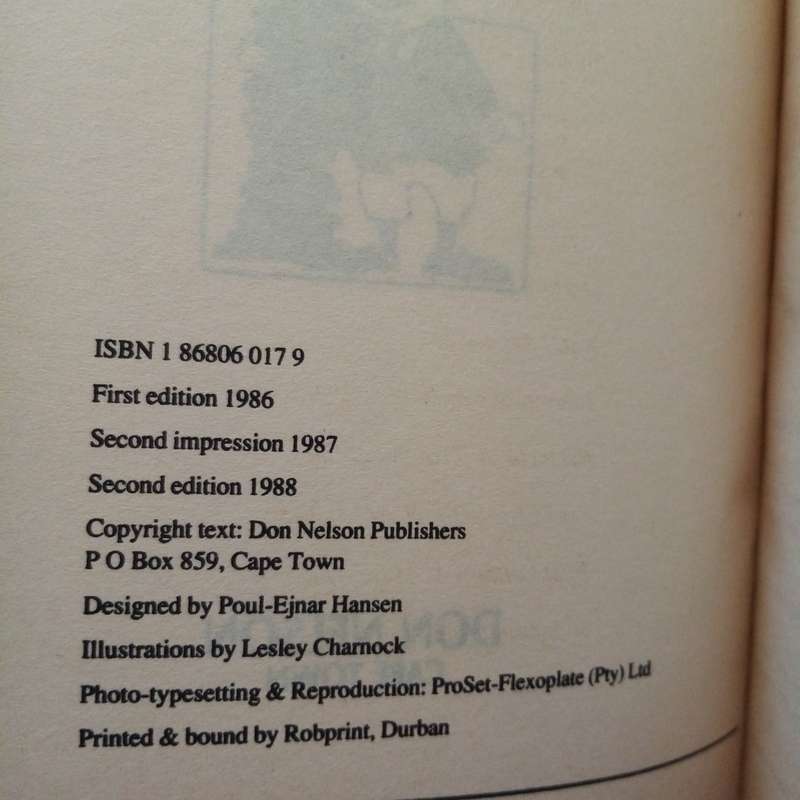 ISBN 1 86806 017 9
First edition 1986
Second impression 1987
Second edition 1988
Copyright text: Don Nelson Publishers
P O Box 859, Cape Town
Designed by Poul-Ejnar Hansen
Illustrations by Lesley Charnock
Photo-typesetting & Reproduction: ProSet-Flexoplate (Pty) Ltd
Printed & bound by Robprint, Durban